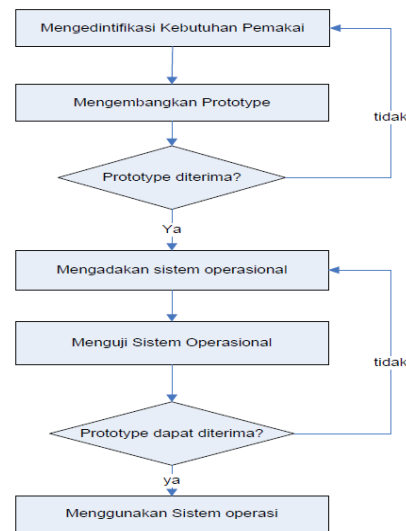 Mengedintifikasi Kebutuhan Pemakai
Mengembangkan Prototype
tidak
Prototype diterima?
Ya
Mengadakan sistem operasional
Menguji Sistem Operasional
tidak
Prototype dapat diterima?
ya
Menggunakan Sistem operasi